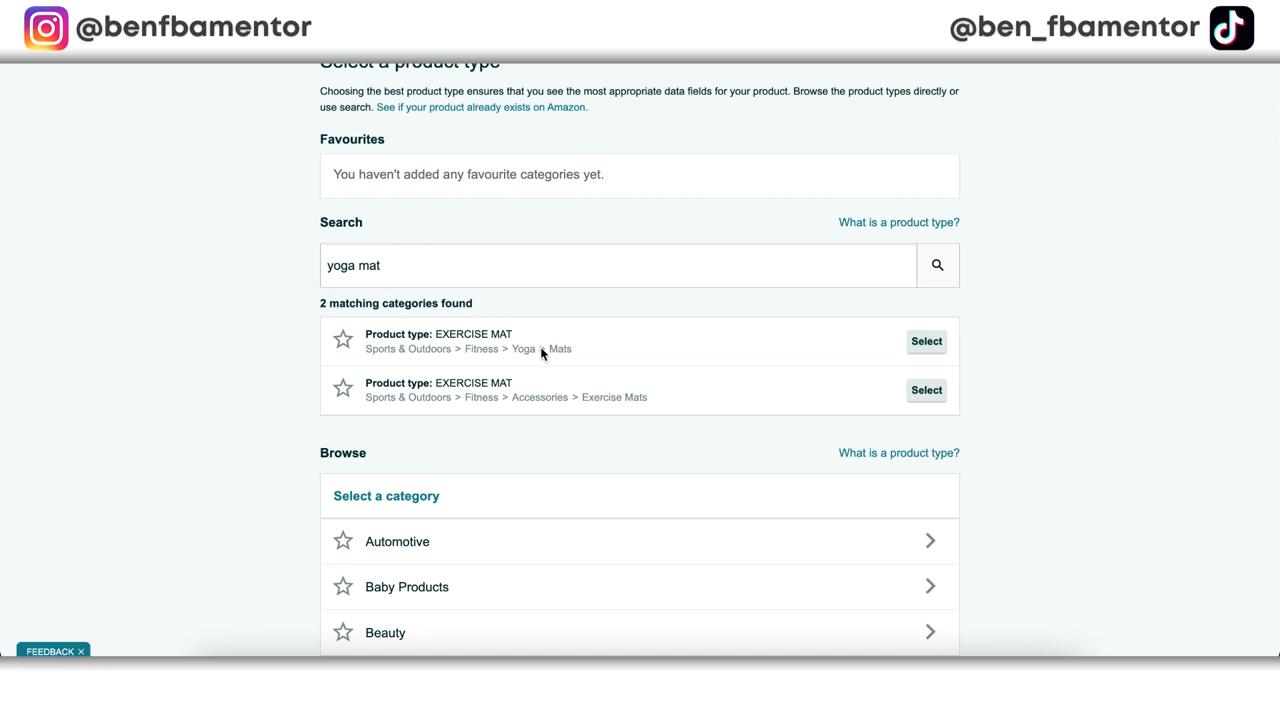 @benfbamentor
@ben_fbamentor
Select a product type
Choosing the best product type ensures that you see the most appropriate data fields for your product. Browse the product types directly or
use search. See if your product already exists on Amazon.
Favourites
You haven't added any favourite categories yet.
Search
What is a product type?
yoga mat
2 matching categories found
Product type: EXERCISE MAT
Sports & Outdoors > Fitness > Yoga > Mats
Select
Product type: EXERCISE MAT
Sports & Outdoors > Fitness > Accessories > Exercise Mats
Select
Browse
What is a product type?
Select a category
Automotive
Baby Products
Beauty
FEEDBACK ×